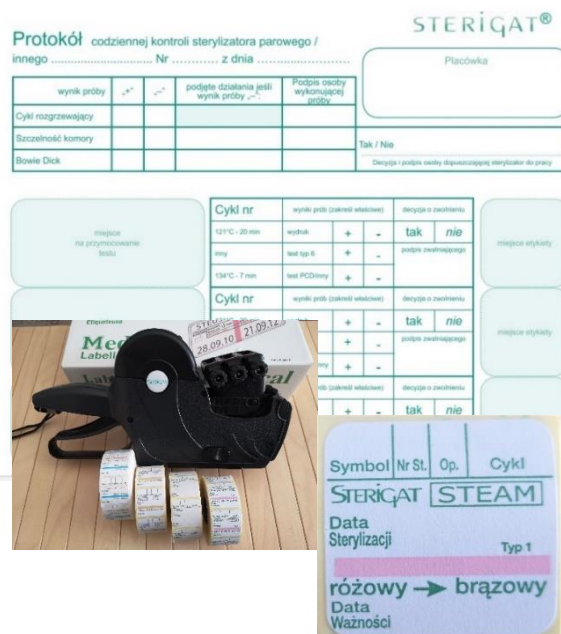 STERIGAT®
Protokół codziennej kontroli sterylizatora parowego /
innego .............................. Nr ............ z dnia ........................
Placówka
wynik próby „+" „-" podjęte działania jeśli wynik próby „-": Podpis osoby wykonującej próby
Cykl rozgrzewający
Szczelność komory
Bowie Dick
Tak / Nie
Decyzja i podpis osoby dopuszczającej sterylizator do pracy
miejsce
na przymocowanie
testu
Cykl nr wyniki prób (zakreśl właściwe) decyzja o zwolnieniu
121°C - 20 min wydruk + - tak nie
inny test typ 6 + - podpis zwalniającego
134°C - 7 min test PCD/inny + -
miejsce etykiety
Cykl nr wyniki prób (zakreśl właściwe) decyzja o zwolnieniu
+ - tak nie
+ - podpis zwalniającego
+ -
miejsce etykiety
decyzja o zwolnieniu
+ - tak nie
28.09.10 21.09.12
Symbol Nr St. Op. Cykl
STERIGAT STEAM
Data
Sterylizacji
Typ 1
różowy → brązowy
Data
Ważności